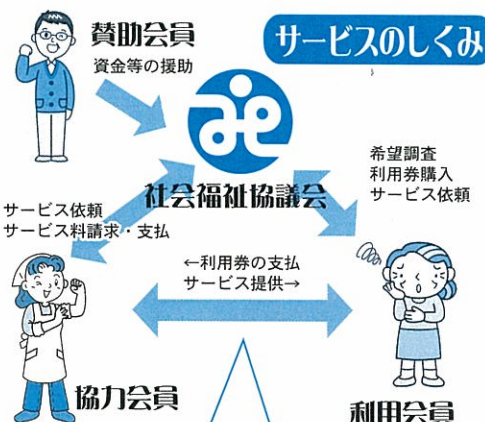 賛助会員
資金等の援助
サービスのしくみ
社会福祉協議会
希望調査
利用券購入
サービス依頼
サービス依頼
サービス料請求・支払
←利用券の支払
サービス提供→
協力会員
利用会員